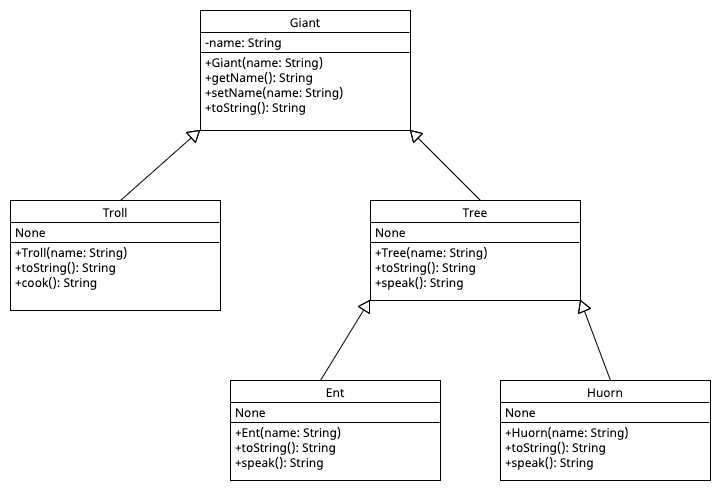 Giant
-name: String
+Giant(name: String)
+getName(): String
+setName(name: String)
+toString(): String
Troll
None
+Troll(name: String)
+toString(): String
+cook(): String
Tree
None
+Tree(name: String)
+toString(): String
+speak(): String
Ent
None
+Ent(name: String)
+toString(): String
+speak(): String
Huorn
None
+Huorn(name: String)
+toString(): String
+speak(): String